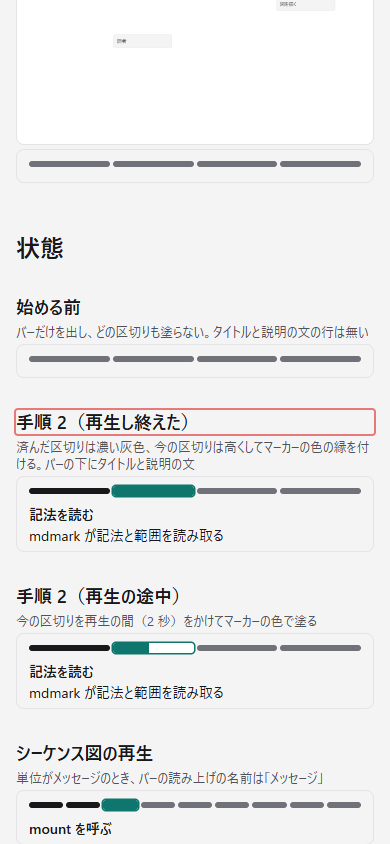 状態
始める前
バーだけを出し、どの区切りも塗らない。タイトルと説明の文の行は無い
手順 2（再生し終えた）
済んだ区切りは濃い灰色、今の区切りは高くしてマーカーの色の縁を付
ける。バーの下にタイトルと説明の文
記法を読む
mdmark が記法と範囲を読み取る
手順 2（再生の途中）
今の区切りを再生の間（2 秒）をかけてマーカーの色で塗る
記法を読む
mdmark が記法と範囲を読み取る
シーケンス図の再生
単位がメッセージのとき、バーの読み上げの名前は「メッセージ」
mount を呼ぶ